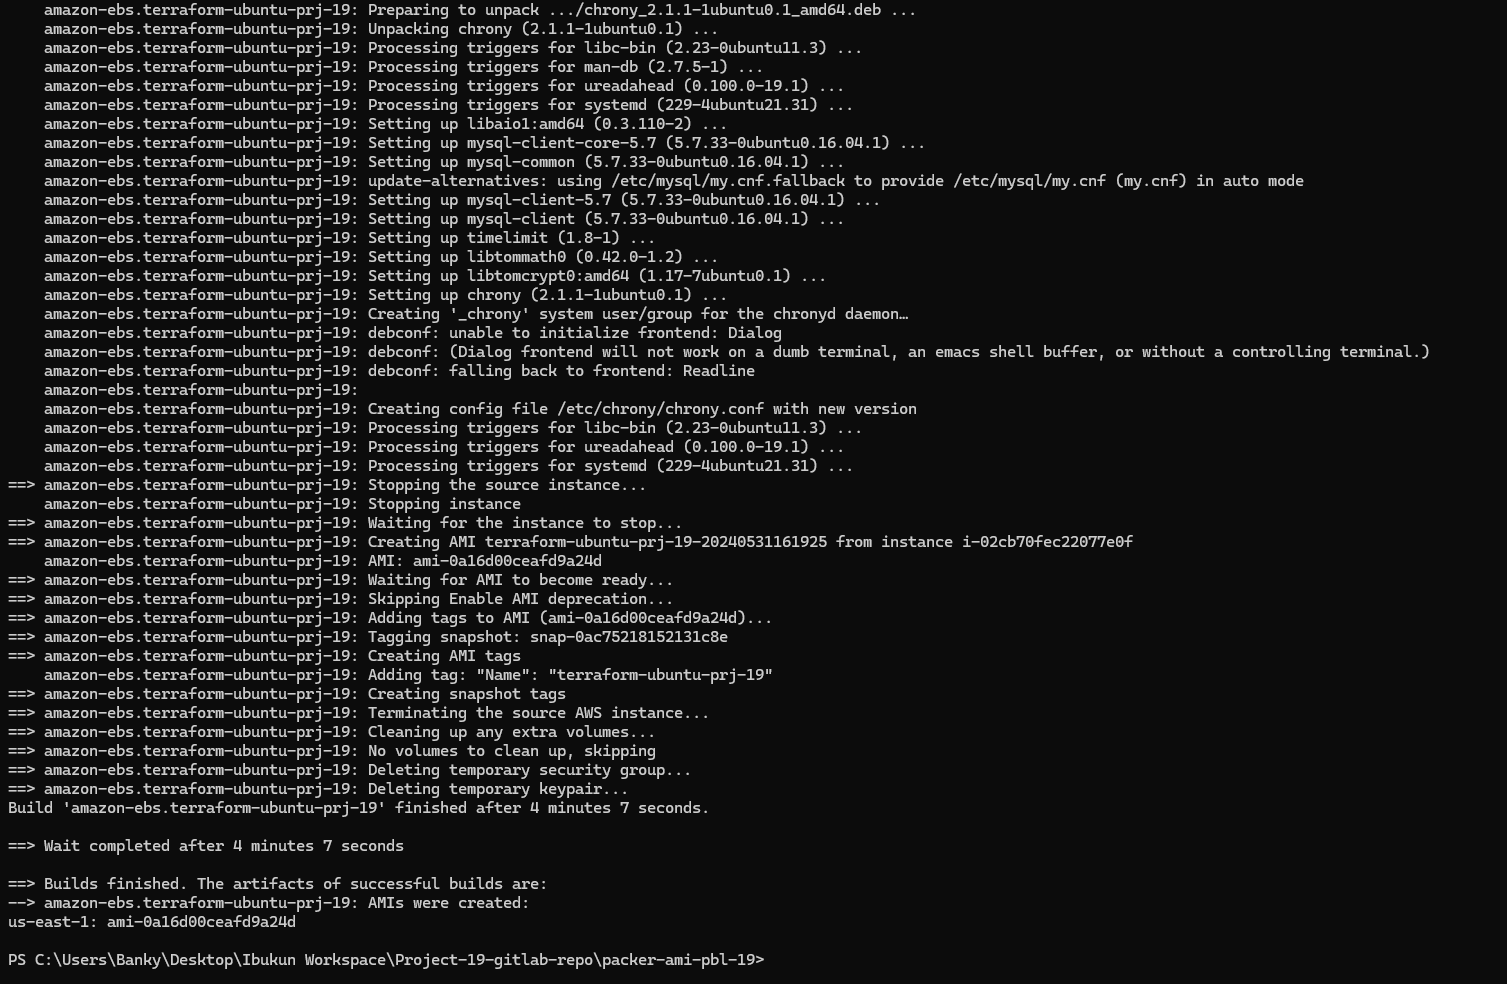 amazon-ebs.terraform-ubuntu-prj-19: Preparing to unpack .../chrony_2.1.1-1ubuntu0.1_amd64.deb ...
amazon-ebs.terraform-ubuntu-prj-19: Unpacking chrony (2.1.1-1ubuntu0.1) ...
amazon-ebs.terraform-ubuntu-prj-19: Processing triggers for libc-bin (2.23-0ubuntu11.3) ...
amazon-ebs.terraform-ubuntu-prj-19: Processing triggers for man-db (2.7.5-1) ...
amazon-ebs.terraform-ubuntu-prj-19: Processing triggers for ureadahead (0.100.0-19.1) ...
amazon-ebs.terraform-ubuntu-prj-19: Processing triggers for systemd (229-4ubuntu21.31) ...
amazon-ebs.terraform-ubuntu-prj-19: Setting up libaio1:amd64 (0.3.110-2) ...
amazon-ebs.terraform-ubuntu-prj-19: Setting up mysql-client-core-5.7 (5.7.33-0ubuntu0.16.04.1) ...
amazon-ebs.terraform-ubuntu-prj-19: Setting up mysql-common (5.7.33-0ubuntu0.16.04.1) ...
amazon-ebs.terraform-ubuntu-prj-19: update-alternatives: using /etc/mysql/my.cnf.fallback to provide /etc/mysql/my.cnf (my.cnf) in auto mode
amazon-ebs.terraform-ubuntu-prj-19: Setting up mysql-client-5.7 (5.7.33-0ubuntu0.16.04.1) ...
amazon-ebs.terraform-ubuntu-prj-19: Setting up mysql-client (5.7.33-0ubuntu0.16.04.1) ...
amazon-ebs.terraform-ubuntu-prj-19: Setting up timelimit (1.8-1) ...
amazon-ebs.terraform-ubuntu-prj-19: Setting up libtommath0 (0.42.0-1.2) ...
amazon-ebs.terraform-ubuntu-prj-19: Setting up libtomcrypt0:amd64 (1.17-7ubuntu0.1) ...
amazon-ebs.terraform-ubuntu-prj-19: Setting up chrony (2.1.1-1ubuntu0.1) ...
amazon-ebs.terraform-ubuntu-prj-19: Creating '_chrony' system user/group for the chronyd daemon…
amazon-ebs.terraform-ubuntu-prj-19: debconf: unable to initialize frontend: Dialog
amazon-ebs.terraform-ubuntu-prj-19: debconf: (Dialog frontend will not work on a dumb terminal, an emacs shell buffer, or without a controlling terminal.)
amazon-ebs.terraform-ubuntu-prj-19: debconf: falling back to frontend: Readline
amazon-ebs.terraform-ubuntu-prj-19:
amazon-ebs.terraform-ubuntu-prj-19: Creating config file /etc/chrony/chrony.conf with new version
amazon-ebs.terraform-ubuntu-prj-19: Processing triggers for libc-bin (2.23-0ubuntu11.3) ...
amazon-ebs.terraform-ubuntu-prj-19: Processing triggers for ureadahead (0.100.0-19.1) ...
amazon-ebs.terraform-ubuntu-prj-19: Processing triggers for systemd (229-4ubuntu21.31) ...
==> amazon-ebs.terraform-ubuntu-prj-19: Stopping the source instance...
amazon-ebs.terraform-ubuntu-prj-19: Stopping instance
==> amazon-ebs.terraform-ubuntu-prj-19: Waiting for the instance to stop...
==> amazon-ebs.terraform-ubuntu-prj-19: Creating AMI terraform-ubuntu-prj-19-20240531161925 from instance i-02cb70fec22077e0f
amazon-ebs.terraform-ubuntu-prj-19: AMI: ami-0a16d00ceafd9a24d
==> amazon-ebs.terraform-ubuntu-prj-19: Waiting for AMI to become ready...
==> amazon-ebs.terraform-ubuntu-prj-19: Skipping Enable AMI deprecation...
==> amazon-ebs.terraform-ubuntu-prj-19: Adding tags to AMI (ami-0a16d00ceafd9a24d)...
==> amazon-ebs.terraform-ubuntu-prj-19: Tagging snapshot: snap-0ac75218152131c8e
==> amazon-ebs.terraform-ubuntu-prj-19: Creating AMI tags
amazon-ebs.terraform-ubuntu-prj-19: Adding tag: "Name": "terraform-ubuntu-prj-19"
==> amazon-ebs.terraform-ubuntu-prj-19: Creating snapshot tags
==> amazon-ebs.terraform-ubuntu-prj-19: Terminating the source AWS instance...
==> amazon-ebs.terraform-ubuntu-prj-19: Cleaning up any extra volumes...
==> amazon-ebs.terraform-ubuntu-prj-19: No volumes to clean up, skipping
==> amazon-ebs.terraform-ubuntu-prj-19: Deleting temporary security group...
==> amazon-ebs.terraform-ubuntu-prj-19: Deleting temporary keypair...
Build 'amazon-ebs.terraform-ubuntu-prj-19' finished after 4 minutes 7 seconds.
==> Wait completed after 4 minutes 7 seconds
==> Builds finished. The artifacts of successful builds are:
--> amazon-ebs.terraform-ubuntu-prj-19: AMIs were created:
us-east-1: ami-0a16d00ceafd9a24d
PS C:\Users\Banky\Desktop\Ibukun Workspace\Project-19-gitlab-repo\packer-ami-pbl-19>